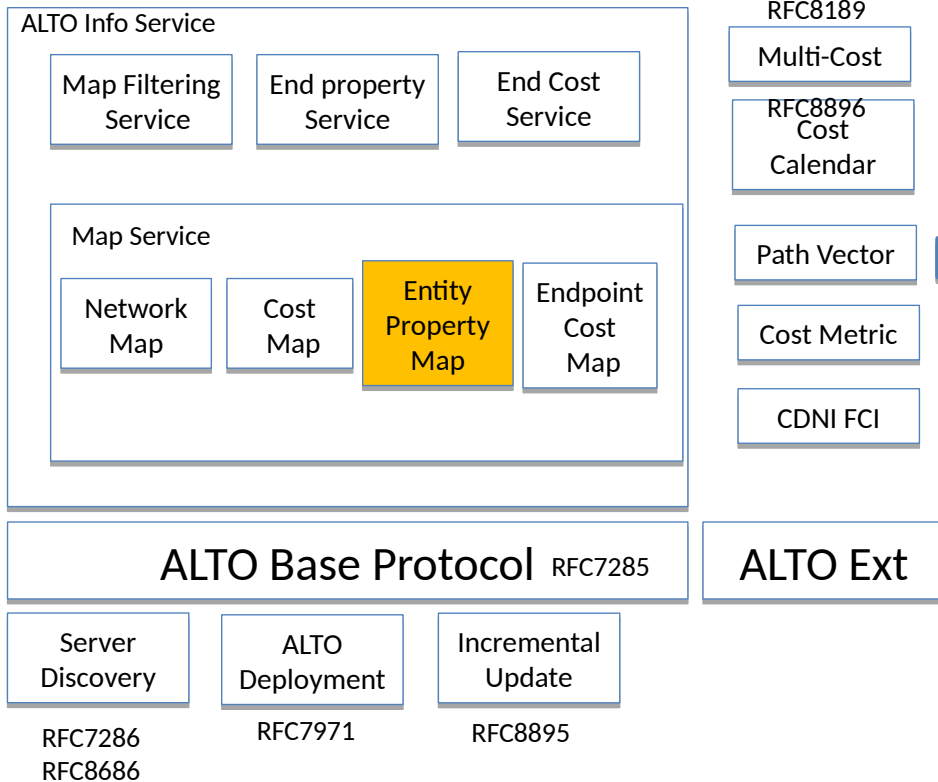 ALTO Info Service
Map Filtering
Service
End property
Service
End Cost
Service
Map Service
Network
Map
Cost
Map
Entity
Property
Map
Endpoint
Cost
Map
RFC8189
Multi-Cost
RFC8896
Cost
Calendar
Path Vector
Cost Metric
CDNI FCI
ALTO Base Protocol RFC7285
ALTO Ext
Server
Discovery
RFC7286
RFC8686
ALTO
Deployment
RFC7971
Incremental
Update
RFC8895